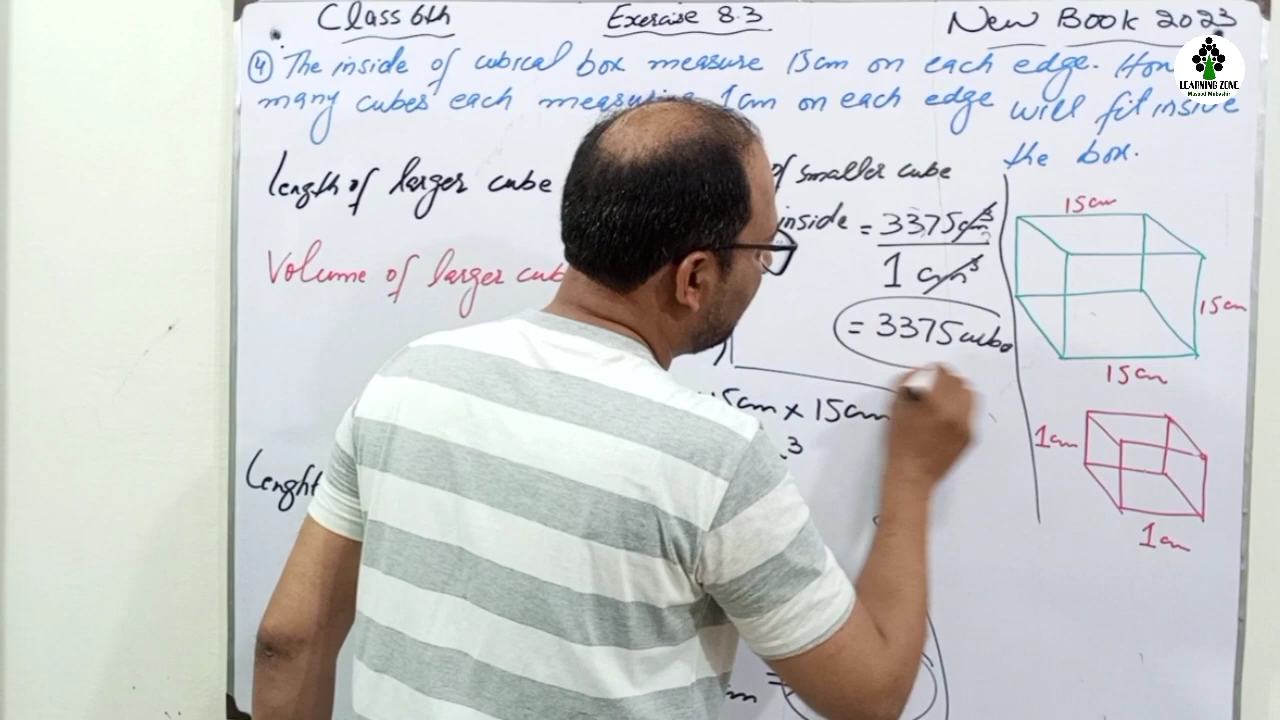 Class 6th Exercise 8.3 New Book 2023
④ The inside of cubical box measure 15cm on each edge. How
many cubes each measuring 1cm on each edge will fit inside
the box.
LEARNING ZONE
length of larger cube
of smaller cube
Volume of larger
inside = 3375cm³
1 cm³
= 3375 cubes
15cm x 15cm
3
Lenght
15cm
15cm
15cm
1cm
1cm